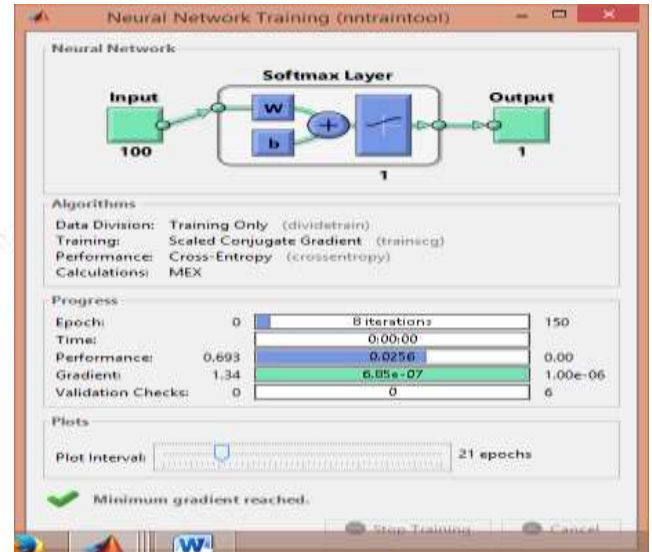 Neural Network Training (nntraintool)
Neural Network
Softmax Layer
Input
Output
W
b
+
100
1
1
Algorithms
Data Division: Training Only (dividetrain)
Training: Scaled Conjugate Gradient (trainscg)
Performance: Cross-Entropy (crossentropy)
Calculations: MEX
Progress
Epoch: 0 8 iterations 150
Time: 0:00:00
Performance: 0.693 0.0256 0.00
Gradient: 1.34 6.85e-07 1.00e-06
Validation Checks: 0 0 6
Plots
Plot Interval: 21 epochs
Minimum gradient reached.
Stop Training Cancel
W